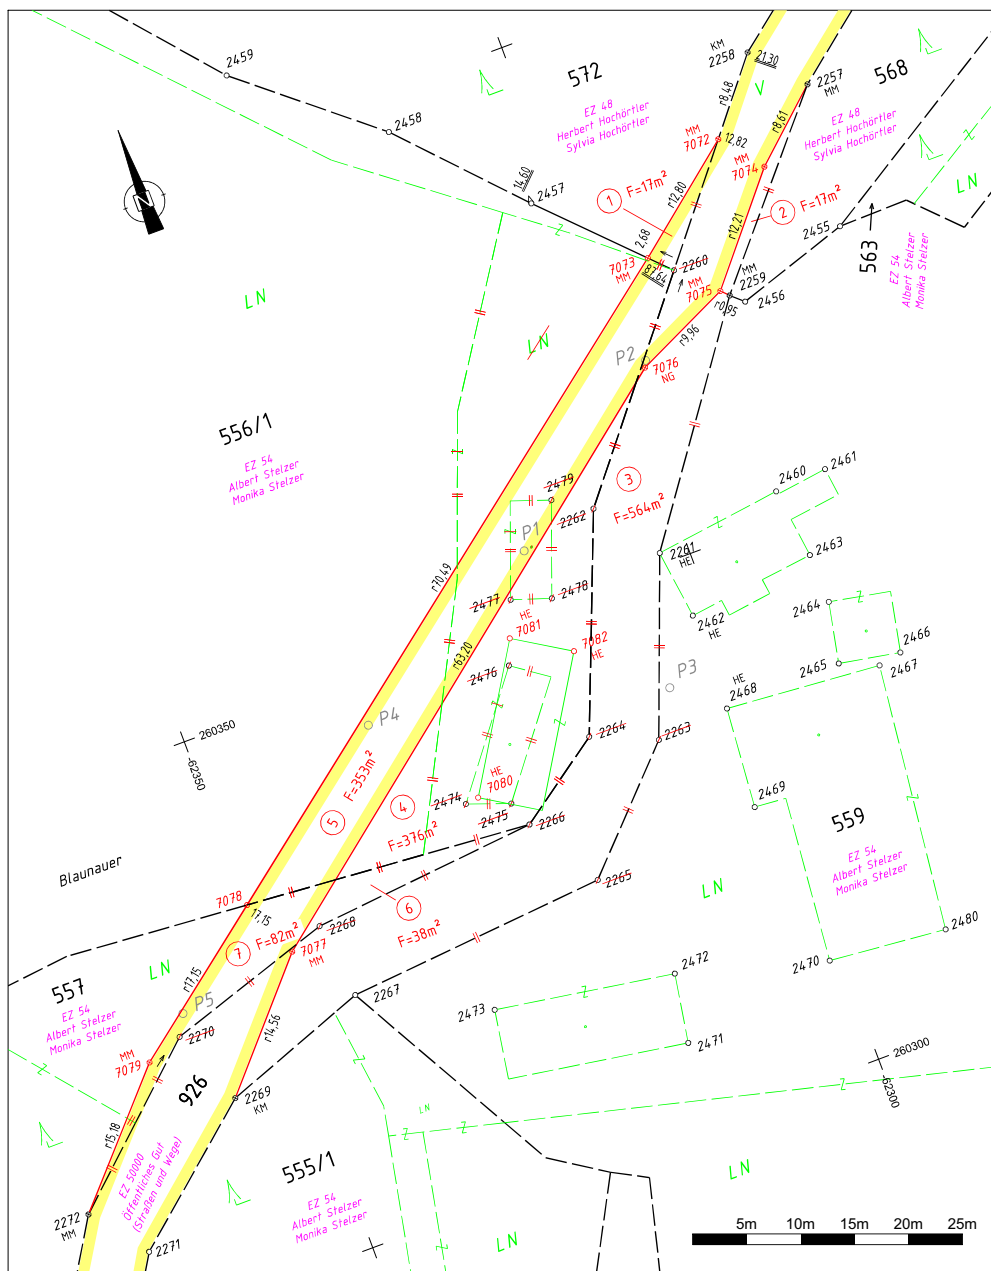 2459
KM
2258
21,30
572
568
2257
MM
V
EZ 48
Herbert Hochörtler
Sylvia Hochörtler
r8,48
r8,61
EZ 48
Herbert Hochörtler
Sylvia Hochörtler
2458
MM
7072
12,82
MM
7074
14,60
2457
1
F=17m²
r12,80
2
F=17m²
LN
N
2,68
r12,21
2455
563
EZ 54
Albert Stelzer
Monika Stelzer
7073
MM
87,64
2260
MM
7075
MM
2259
r0,95
2456
LN
LN
r9,96
P2
7076
NG
556/1
EZ 54
Albert Stelzer
Monika Stelzer
2479
3
F=564m²
2262
2460
2461
P1
2261
HE
2463
r70,49
2477
2478
2462
HE
2464
HE
7081
7082
HE
r63,20
2476
2465
2466
2467
P3
HE
2468
P4
260350
-62350
2264
2263
F=353m²
HE
7080
4
2474
2475
2469
5
F=376m²
2266
559
EZ 54
Albert Stelzer
Monika Stelzer
Blaunauer
2265
LN
7078
17,15
6
F=38m²
7
F=82m²
2268
7077
MM
2480
2470
LN
557
EZ 54
Albert Stelzer
Monika Stelzer
r17,15
2267
2472
2473
P5
2270
r14,56
2471
MM
7079
260300
-62300
926
2269
KM
LN
r15,18
EZ 50000
Öffentliches Gut
(Straßen und Wege)
555/1
EZ 54
Albert Stelzer
Monika Stelzer
LN
2272
MM
2271
LN
5m
10m
15m
20m
25m